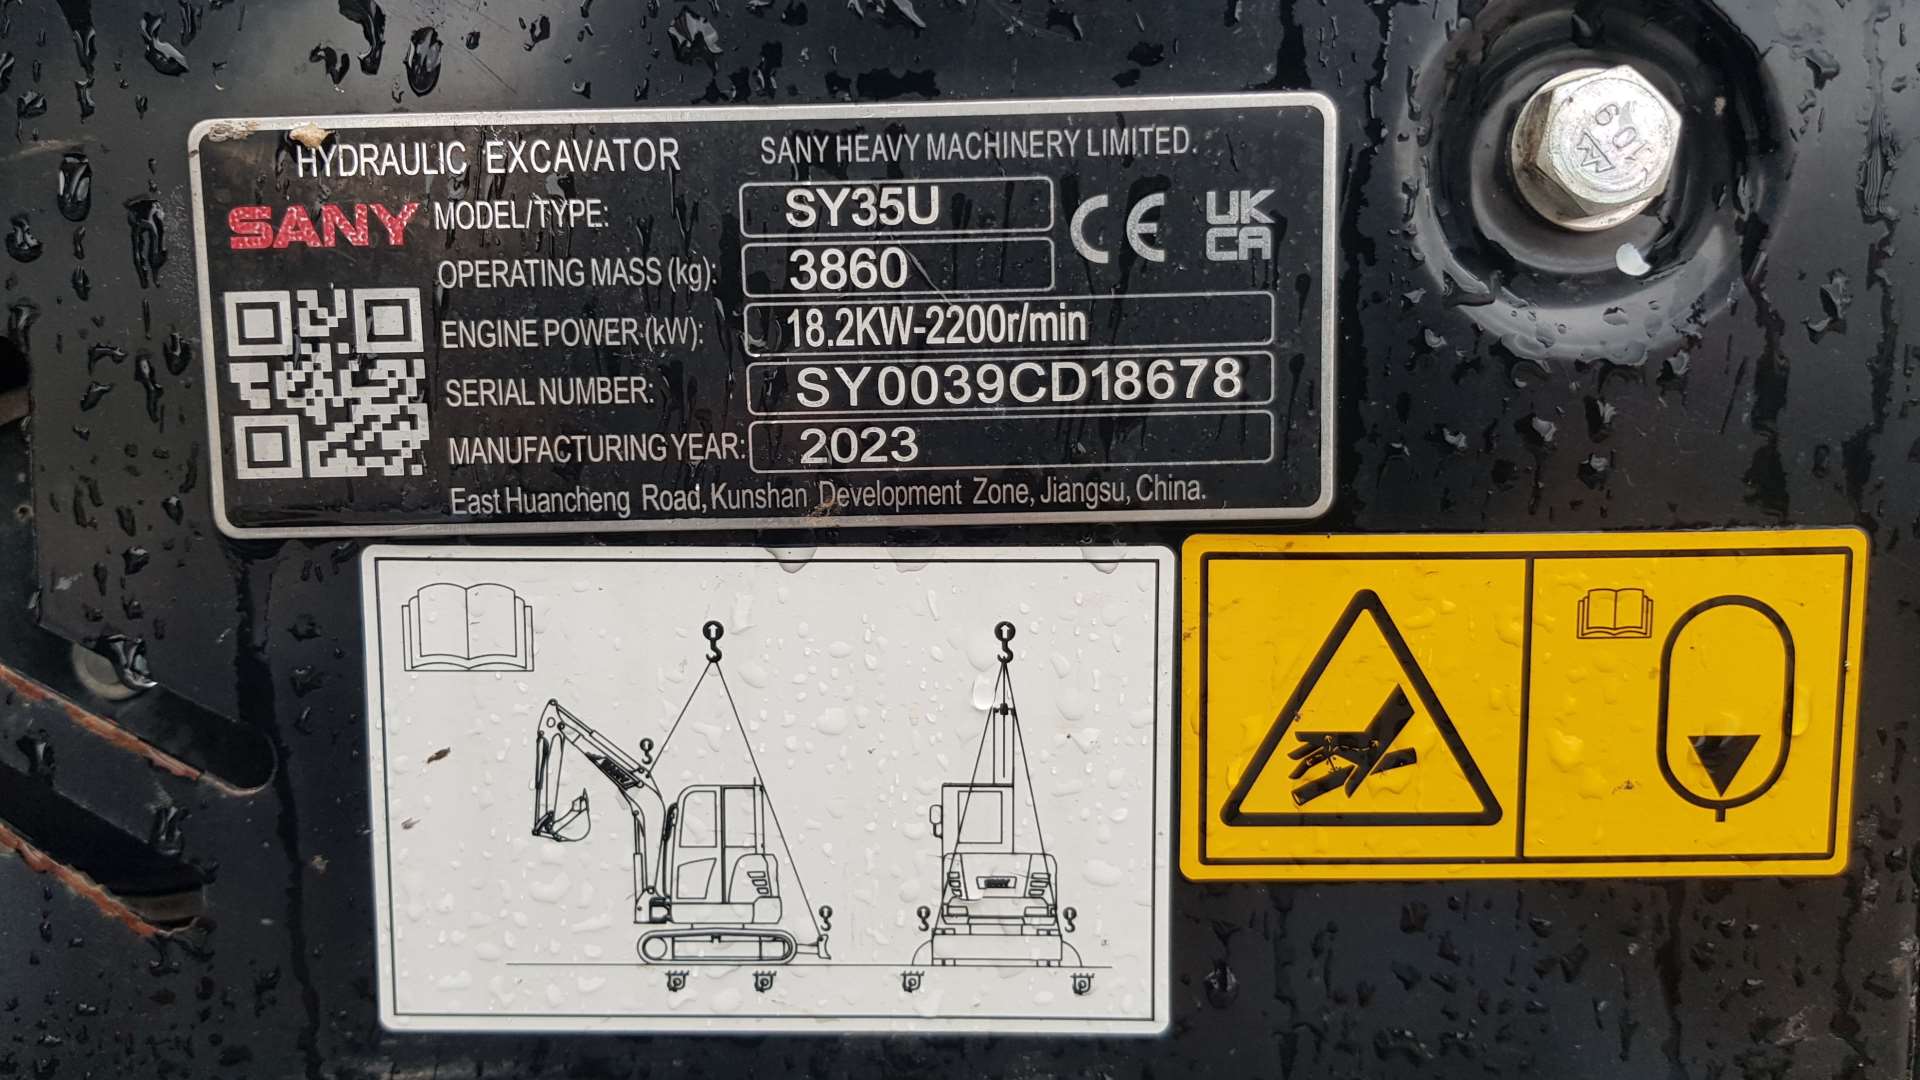 HYDRAULIC EXCAVATOR SANY HEAVY MACHINERY LIMITED.
SANY MODEL/TYPE: SY35U CE UK CA
OPERATING MASS (kg): 3860
ENGINE POWER (kW): 18.2KW-2200r/min
SERIAL NUMBER: SY0039CD18678
MANUFACTURING YEAR: 2023
East Huancheng Road, Kunshan Development Zone, Jiangsu, China.
10.9